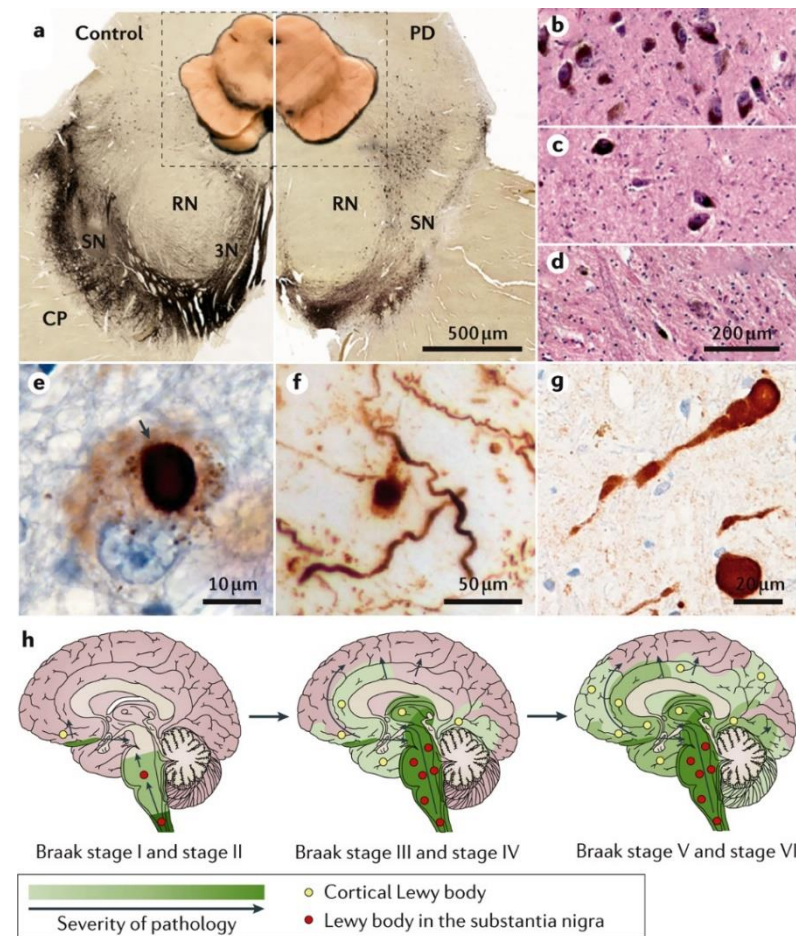 a
Control
PD
RN
RN
SN
SN
3N
CP
500 µm
b
c
d
200 µm
e
10 µm
f
50 µm
g
20 µm
h
Braak stage I and stage II
Braak stage III and stage IV
Braak stage V and stage VI
Severity of pathology
Cortical Lewy body
Lewy body in the substantia nigra